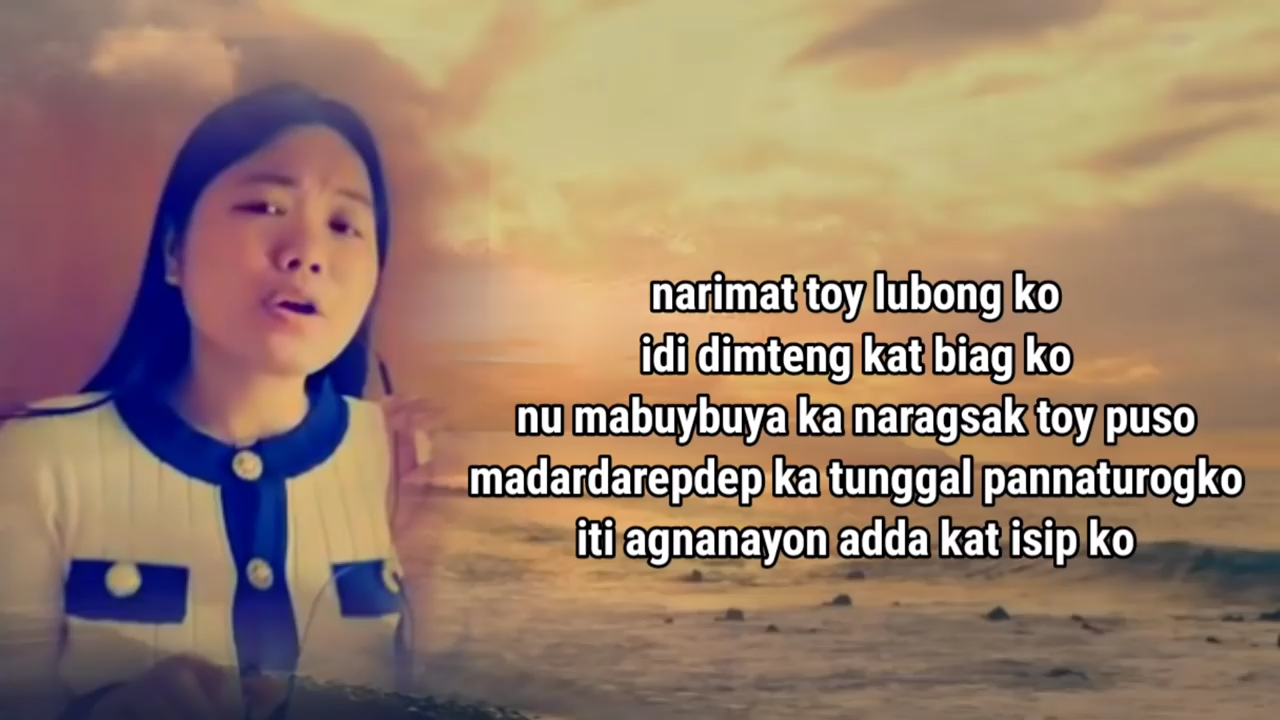 narimat toy lubong ko
idi dimteng kat biag ko
nu mabuybuya ka naragsak toy puso
madardarepdep ka tunggal pannaturogko
iti agnanayon adda kat isip ko